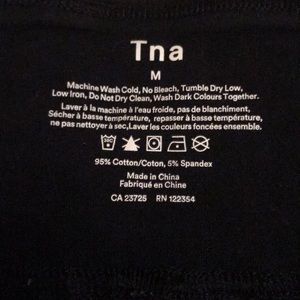 Tna
M
Machine Wash Cold, No Bleach, Tumble Dry Low,
Low Iron, Do Not Dry Clean, Wash Dark Colours Together.
Laver à la machine à l'eau froide, pas de blanchiment,
Sécher à basse température, repasser à basse température,
ne pas nettoyer à sec,Laver les couleurs foncées ensemble.
95% Cotton/Coton, 5% Spandex
Made in China
Fabriqué en Chine
CA 23725 RN 122354